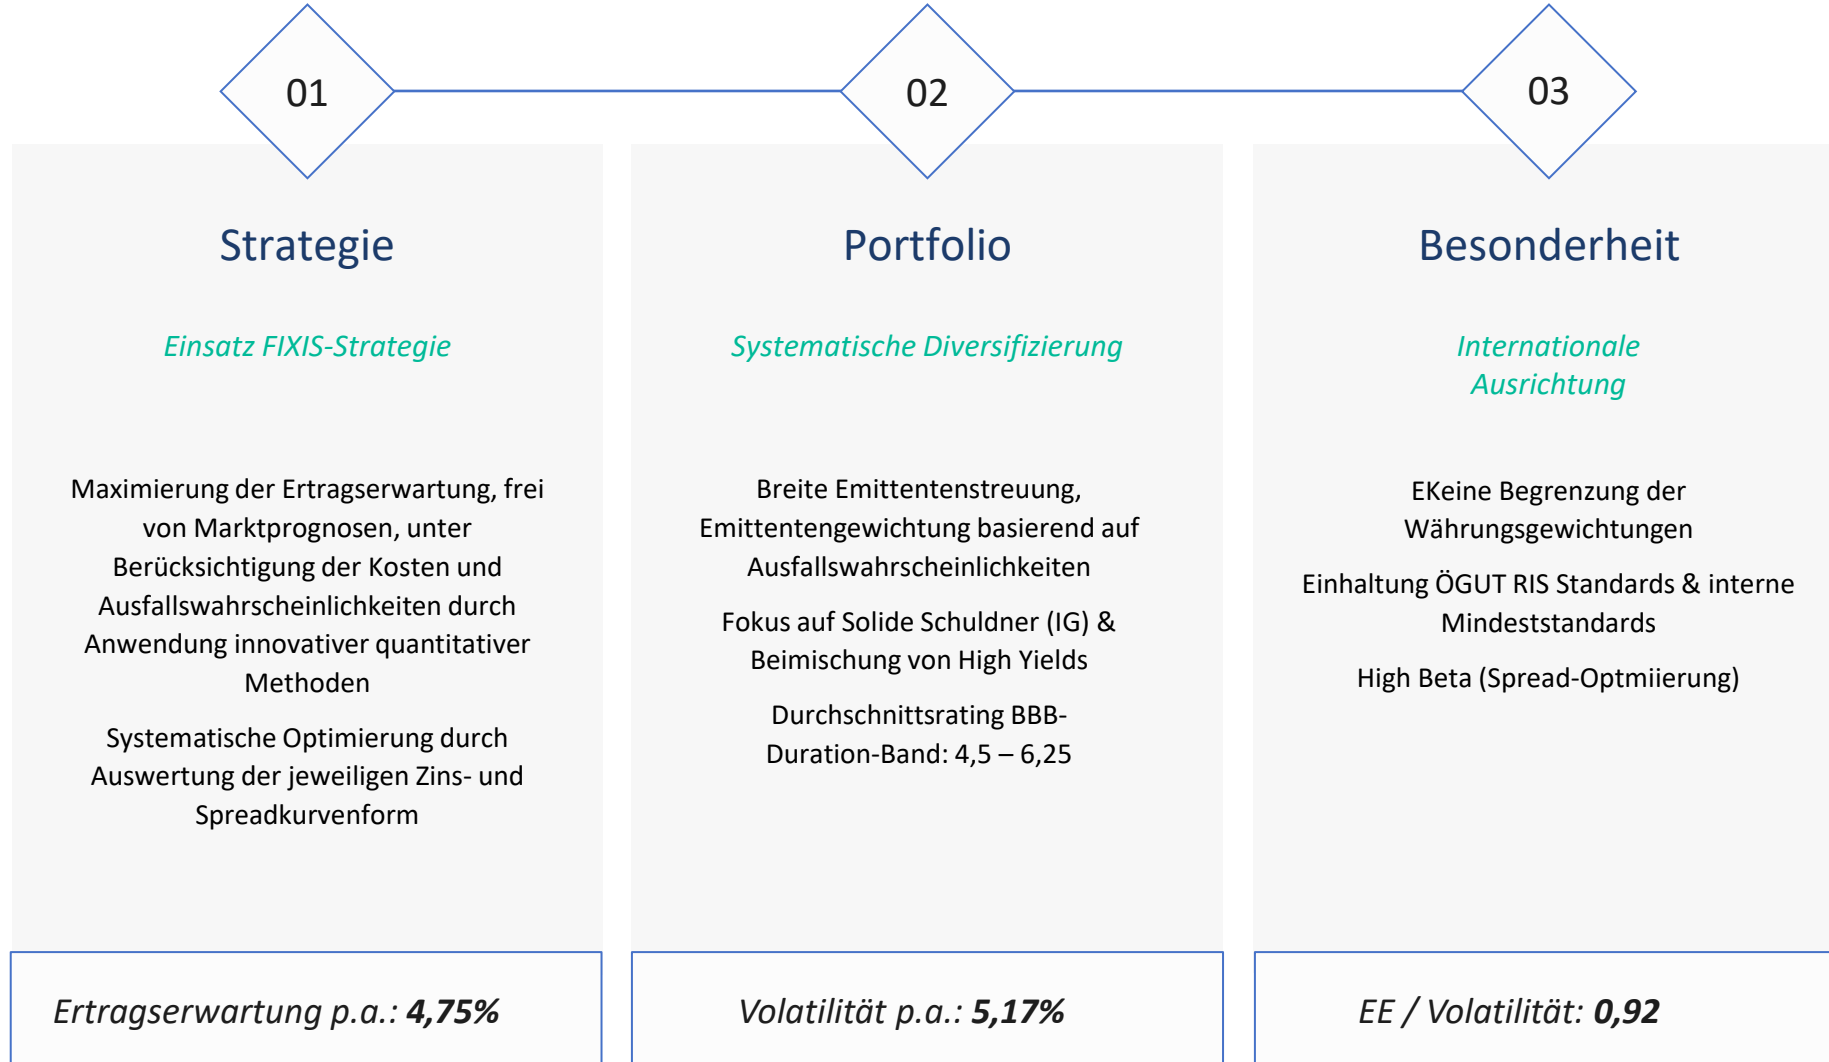 01
02
03
Strategie
Einsatz FIXIS-Strategie
Maximierung der Ertragserwartung, frei
von Marktprognosen, unter
Berücksichtigung der Kosten und
Ausfallswahrscheinlichkeiten durch
Anwendung innovativer quantitativer
Methoden
Systematische Optimierung durch
Auswertung der jeweiligen Zins- und
Spreadkurvenform
Ertragserwartung p.a.: 4,75%
Portfolio
Systematische Diversifizierung
Breite Emittentenstreuung,
Emittentengewichtung basierend auf
Ausfallswahrscheinlichkeiten
Fokus auf Solide Schuldner (IG) &
Beimischung von High Yields
Durchschnittsrating BBB-
Duration-Band: 4,5 – 6,25
Volatilität p.a.: 5,17%
Besonderheit
Internationale
Ausrichtung
EKeine Begrenzung der
Währungsgewichtungen
Einhaltung ÖGUT RIS Standards & interne
Mindeststandards
High Beta (Spread-Optmiierung)
EE / Volatilität: 0,92